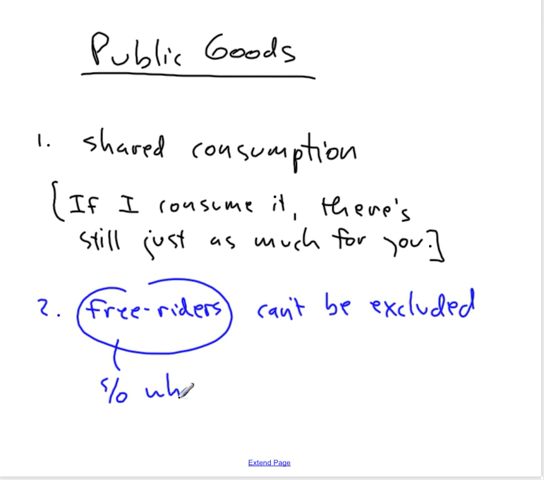 Public Goods
1. shared consumption
[If I consume it, there's
still just as much for you.]
2. free-riders can't be excluded
s/o wh
Extend Page